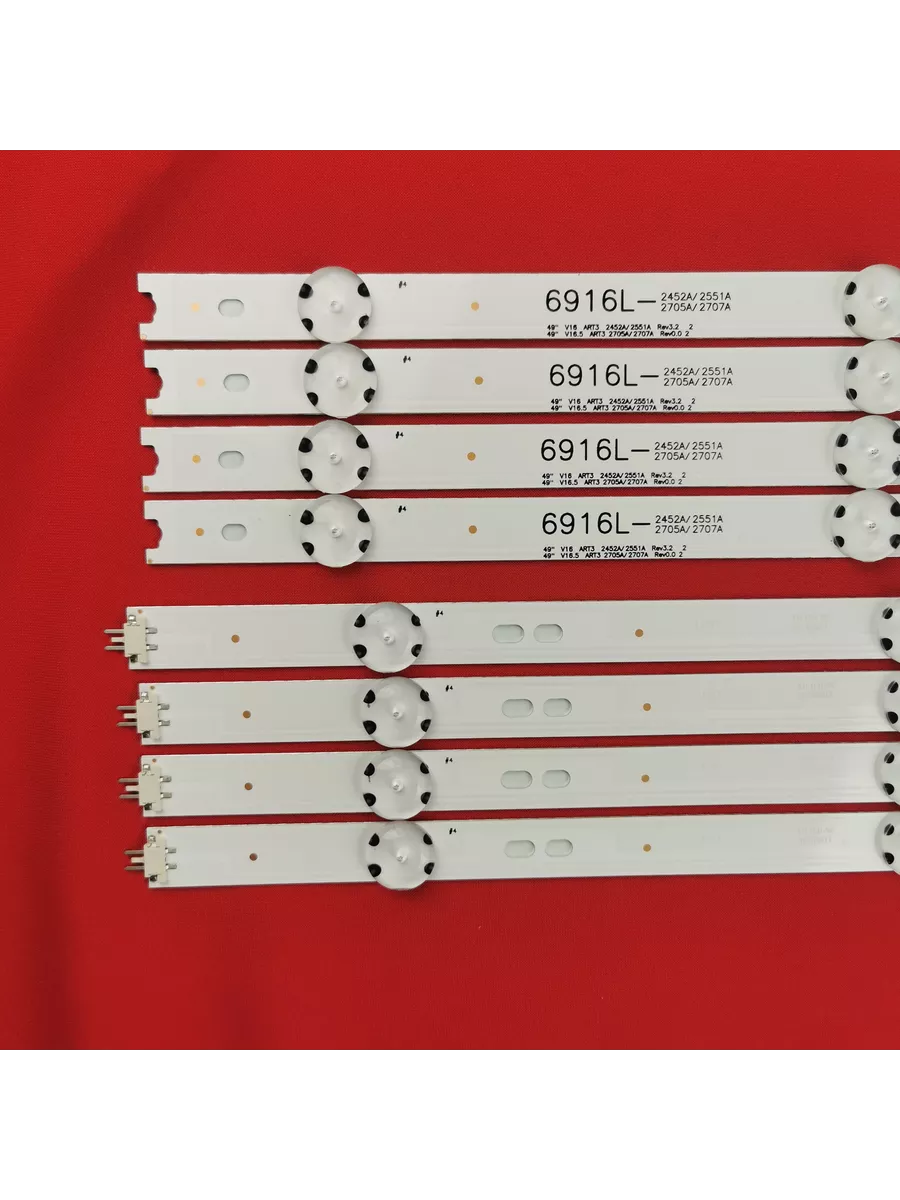 6916L- 2452A/2551A
2705A/2707A
49" V16 ART3 2452A/2551A Rev3.2 2
49" V16.5 ART3 2705A/2707A Rev0.0 2
6916L- 2452A/2551A
2705A/2707A
49" V16 ART3 2452A/2551A Rev3.2 2
49" V16.5 ART3 2705A/2707A Rev0.0 2
6916L- 2452A/2551A
2705A/2707A
49" V16 ART3 2452A/2551A Rev3.2 2
49" V16.5 ART3 2705A/2707A Rev0.0 2
6916L- 2452A/2551A
2705A/2707A
49" V16 ART3 2452A/2551A Rev3.2 2
49" V16.5 ART3 2705A/2707A Rev0.0 2